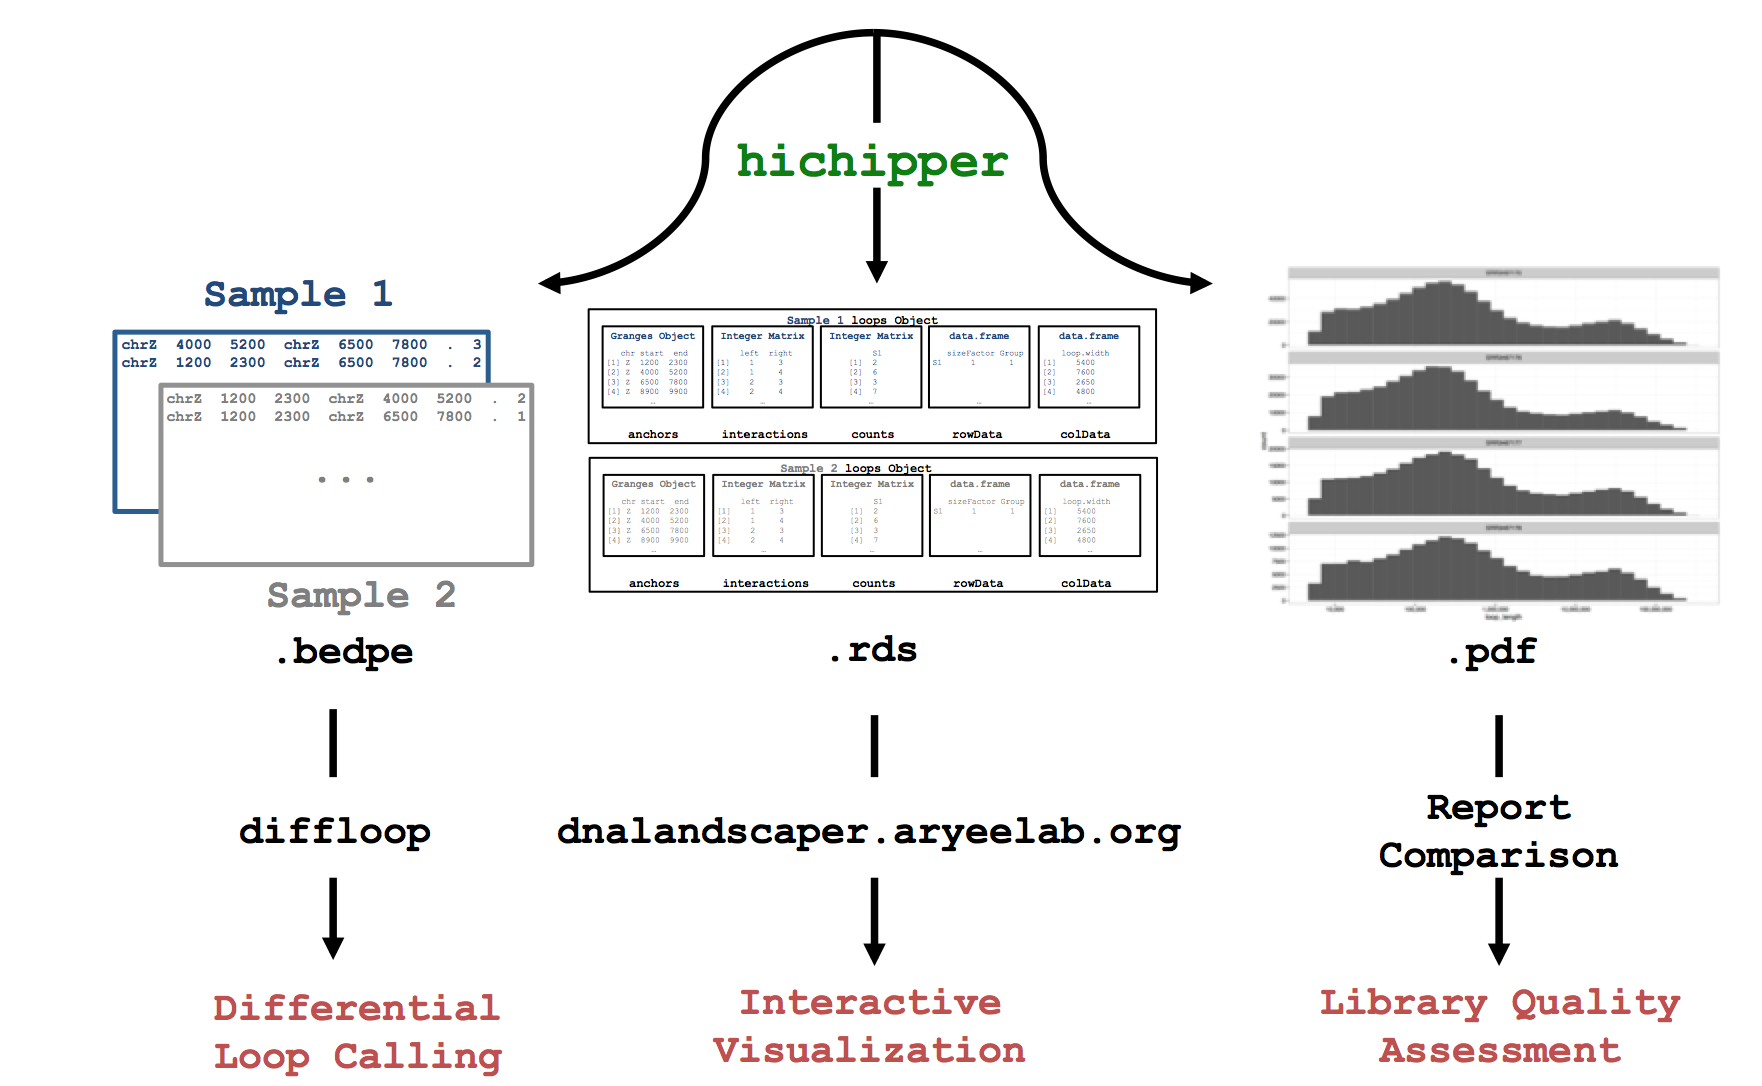 hichipper
Sample 1
chrZ 4000 5200 chrZ 6500 7800 . 3
chrZ 1200 2300 chrZ 6500 7800 . 2
chrZ 1200 2300 chrZ 4000 5200 . 2
chrZ 1200 2300 chrZ 6500 7800 . 1
. . .
Sample 2
.bedpe
diffloop
Differential
Loop Calling
Sample 1 loops Object
Granges Object
chr start end
[1] Z 1200 2300
[2] Z 4000 5200
[3] Z 6500 7800
[4] Z 8900 9900
…
anchors
Integer Matrix
left right
[1] 1 3
[2] 1 4
[3] 2 3
[4] 2 4
…
interactions
Integer Matrix
S1
[1] 2
[2] 6
[3] 3
[4] 7
…
counts
data.frame
sizeFactor Group
S1 1 1
…
rowData
data.frame
loop.width
[1] 5400
[2] 7600
[3] 2650
[4] 4800
…
colData
Sample 2 loops Object
Granges Object
chr start end
[1] Z 1200 2300
[2] Z 4000 5200
[3] Z 6500 7800
[4] Z 8900 9900
…
anchors
Integer Matrix
left right
[1] 1 3
[2] 1 4
[3] 2 3
[4] 2 4
…
interactions
Integer Matrix
S1
[1] 2
[2] 6
[3] 3
[4] 7
…
counts
data.frame
sizeFactor Group
S1 1 1
…
rowData
data.frame
loop.width
[1] 5400
[2] 7600
[3] 2650
[4] 4800
…
colData
.rds
dnalandscaper.aryeelab.org
Interactive
Visualization
count
loop_length
.pdf
Report
Comparison
Library Quality
Assessment